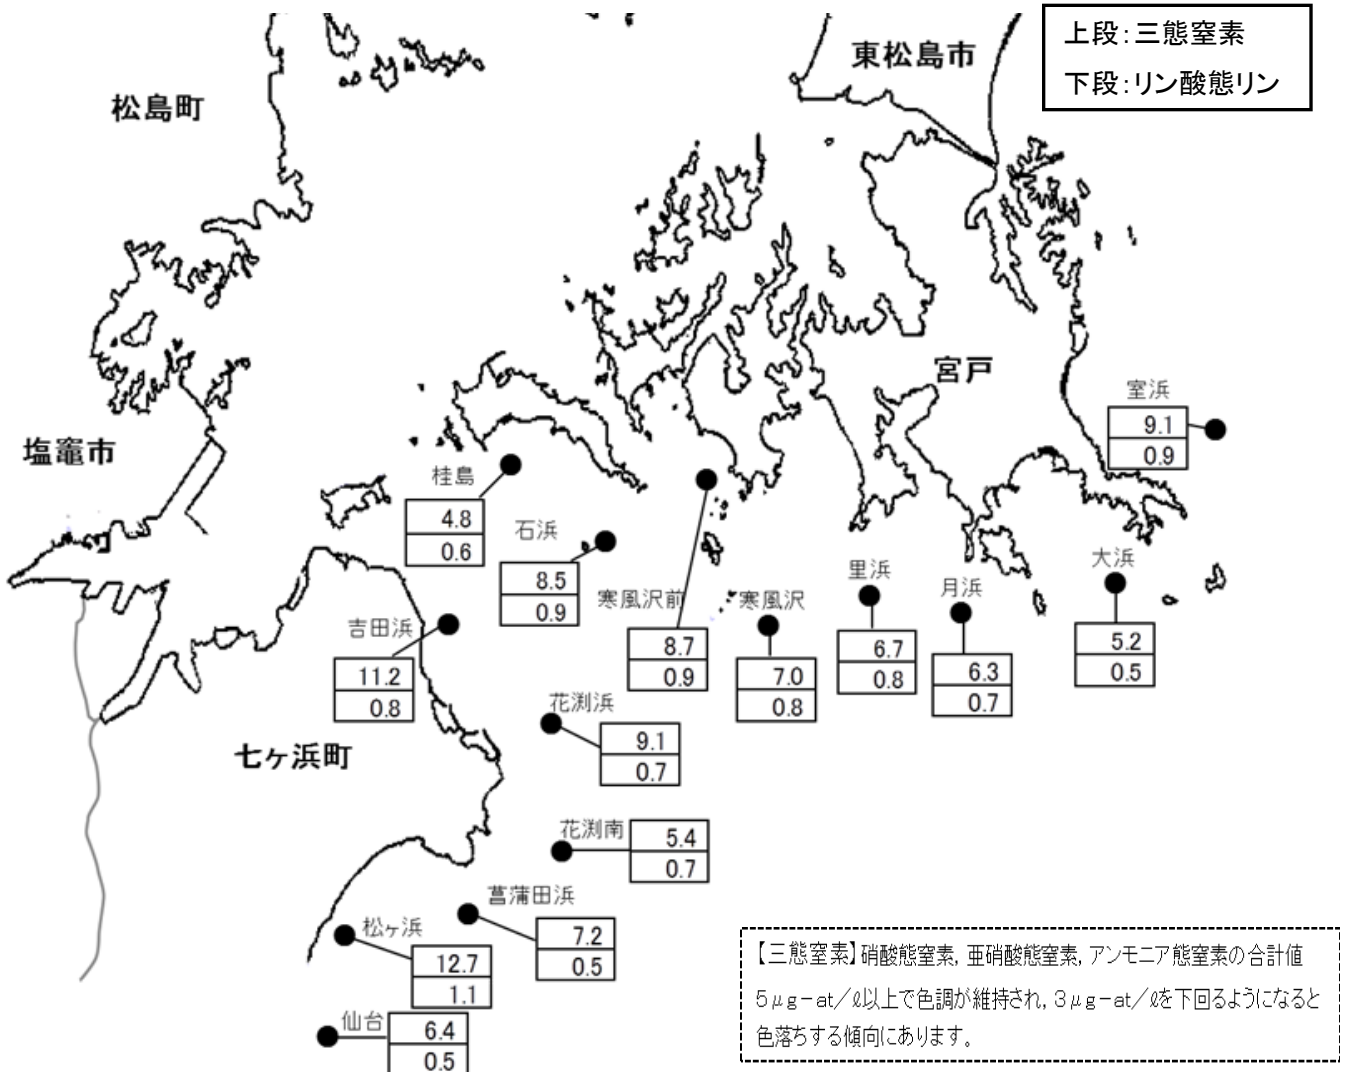 上段：三態窒素
下段：リン酸態リン
東松島市
松島町
宮戸
室浜
9.1
0.9
塩竈市
桂島
4.8
0.6
石浜
8.5
0.9
寒風沢前
8.7
0.9
寒風沢
7.0
0.8
里浜
6.7
0.8
月浜
6.3
0.7
大浜
5.2
0.5
吉田浜
11.2
0.8
花渕浜
9.1
0.7
七ヶ浜町
花渕南
5.4
0.7
菖蒲田浜
7.2
0.5
松ヶ浜
12.7
1.1
仙台
6.4
0.5
【三態窒素】硝酸態窒素，亜硝酸態窒素，アンモニア態窒素の合計値
5μg-at／ℓ以上で色調が維持され，3μg-at／ℓを下回るようになると
色落ちする傾向にあります。